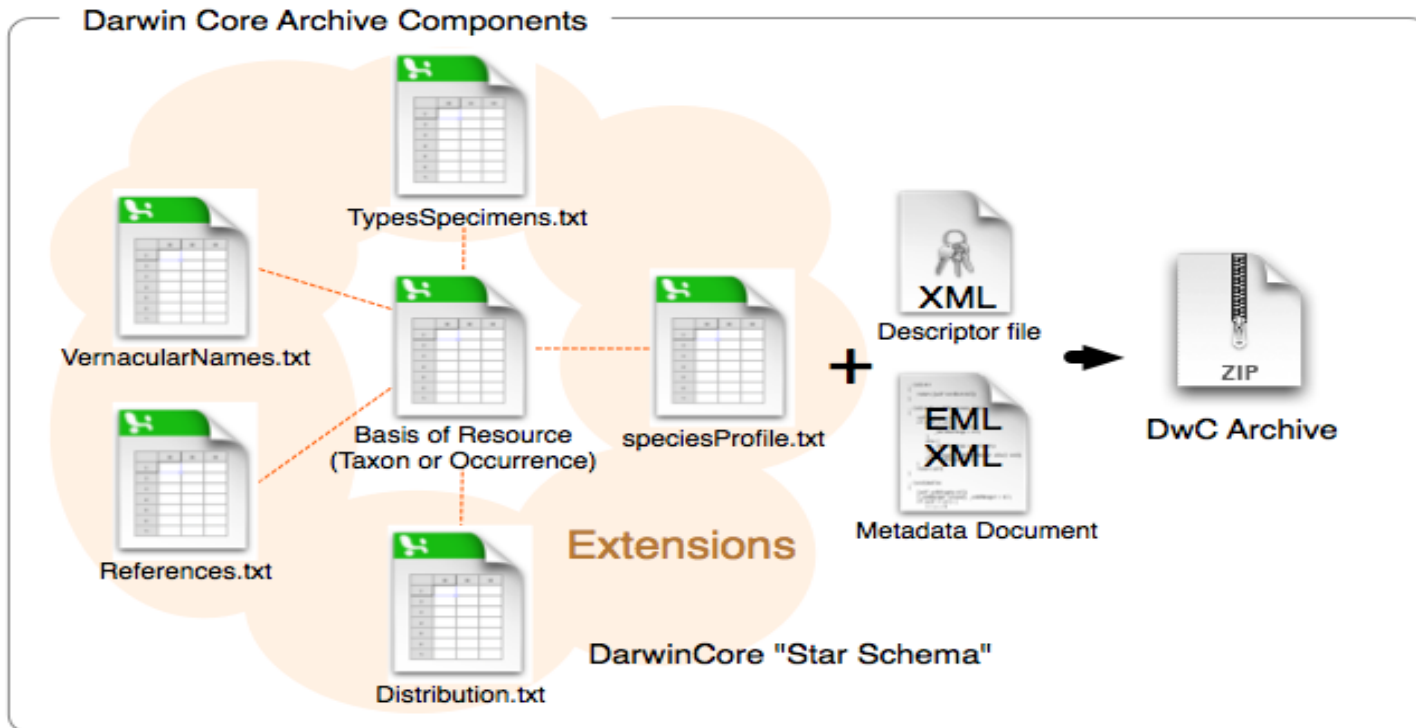 Darwin Core Archive Components
TypesSpecimens.txt
VernacularNames.txt
Basis of Resource
(Taxon or Occurrence)
speciesProfile.txt
References.txt
Extensions
Distribution.txt
DarwinCore "Star Schema"
+
XML
Descriptor file
EML
XML
Metadata Document
ZIP
DwC Archive